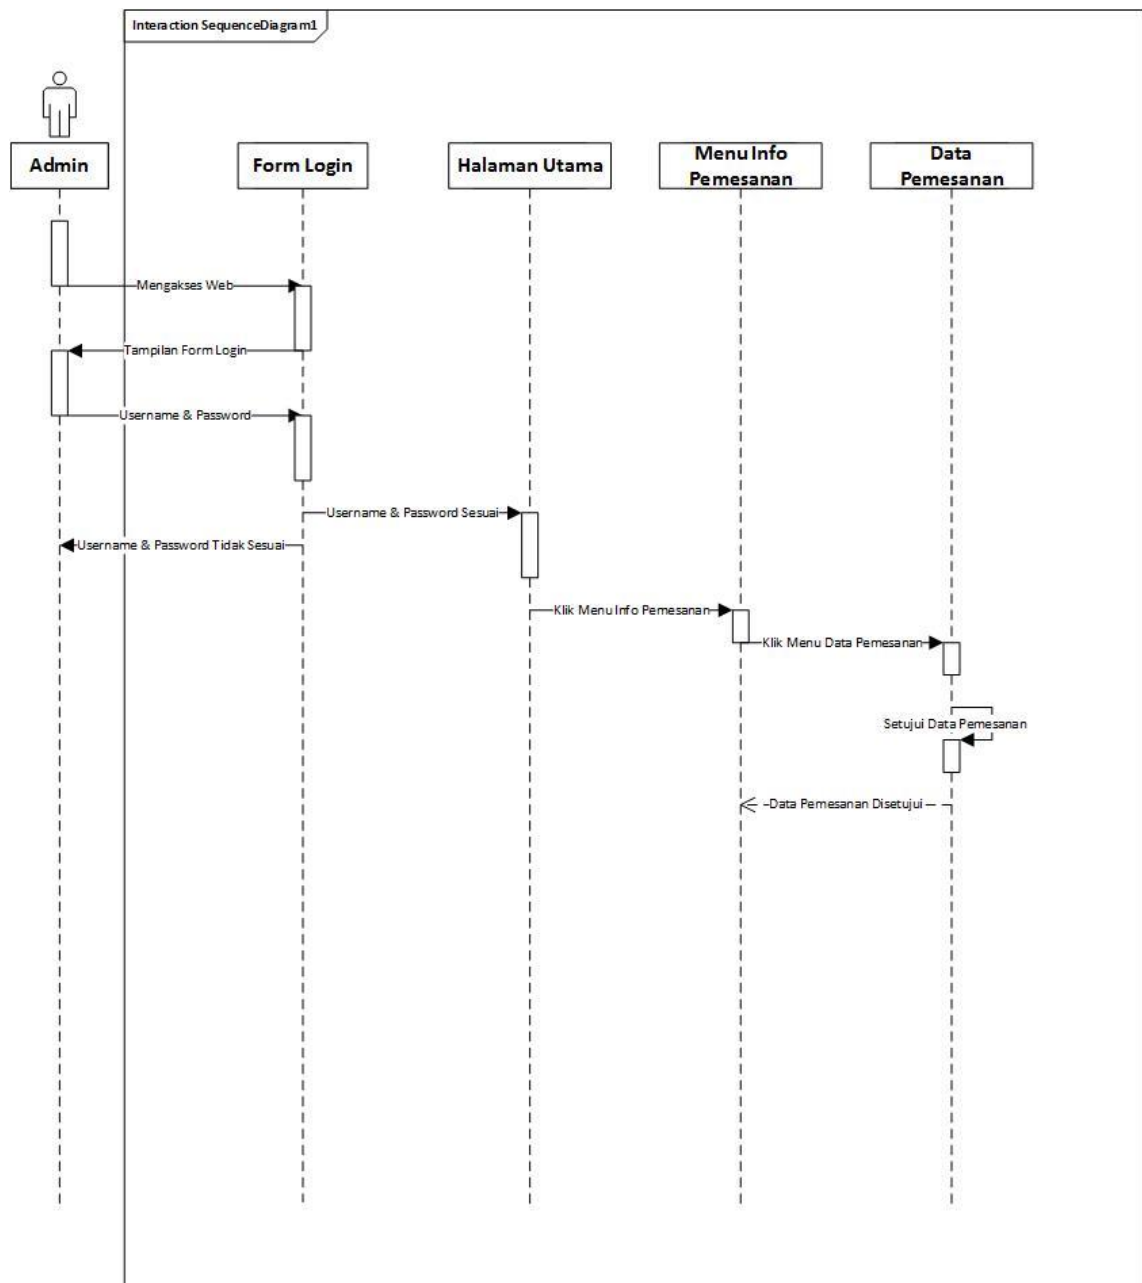 Interaction SequenceDiagram1
Admin
Form Login
Halaman Utama
Menu Info
Pemesanan
Data
Pemesanan
Mengakses Web
Tampilan Form Login
Username & Password
Username & Password Sesuai
Username & Password Tidak Sesuai
Klik Menu Info Pemesanan
Klik Menu Data Pemesanan
Setujui Data Pemesanan
Data Pemesanan Disetujui